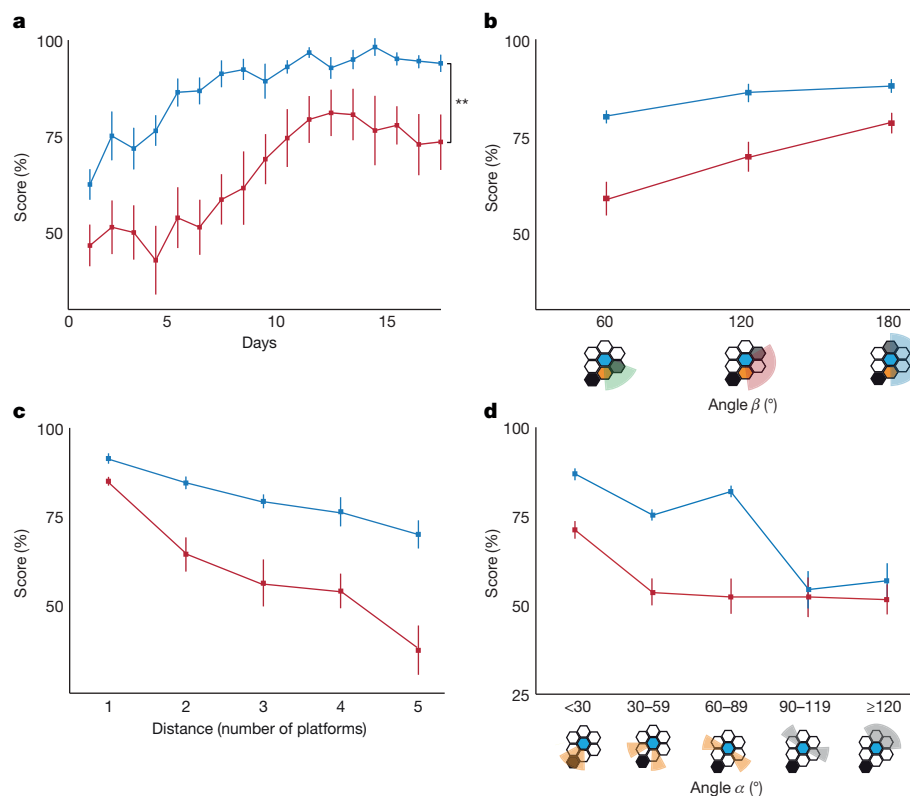 a
100
75
50
Score (%)
**
0
5
10
15
Days
b
100
75
50
Score (%)
60
120
180
Angle β (°)
c
100
75
50
Score (%)
1
2
3
4
5
Distance (number of platforms)
d
100
75
50
25
Score (%)
<30
30–59
60–89
90–119
≥120
Angle α (°)